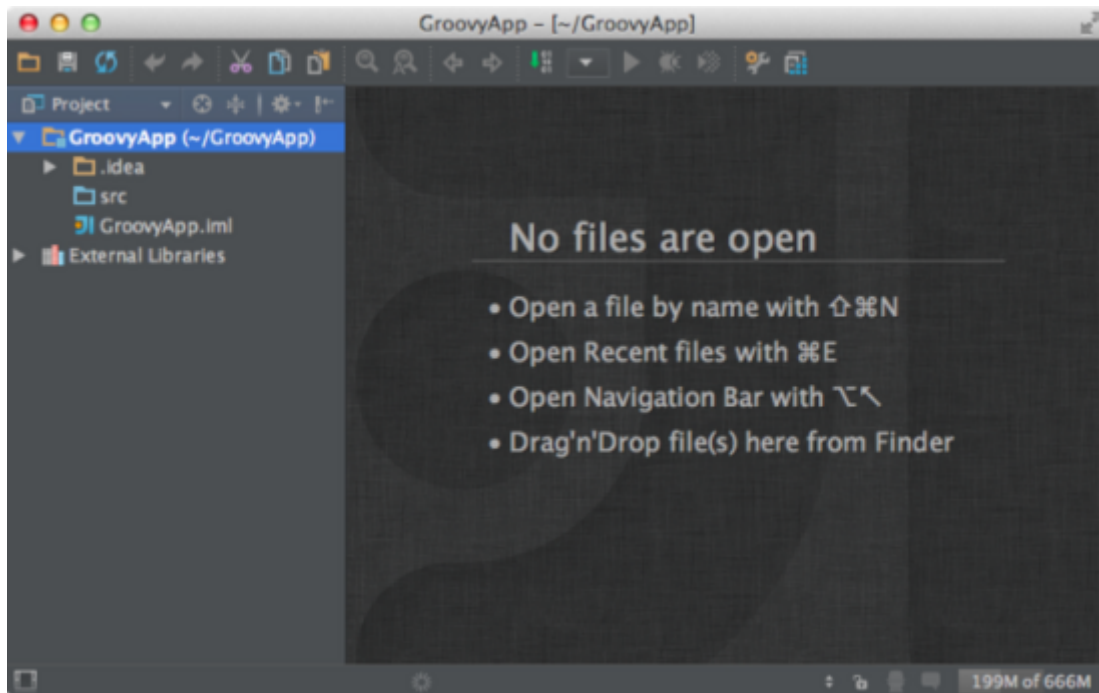 GroovyApp – [~/GroovyApp]
Project
GroovyApp (~/GroovyApp)
.idea
src
GroovyApp.iml
External Libraries
No files are open
• Open a file by name with ⇧⌘N
• Open Recent files with ⌘E
• Open Navigation Bar with ⌥↖
• Drag'n'Drop file(s) here from Finder
199M of 666M